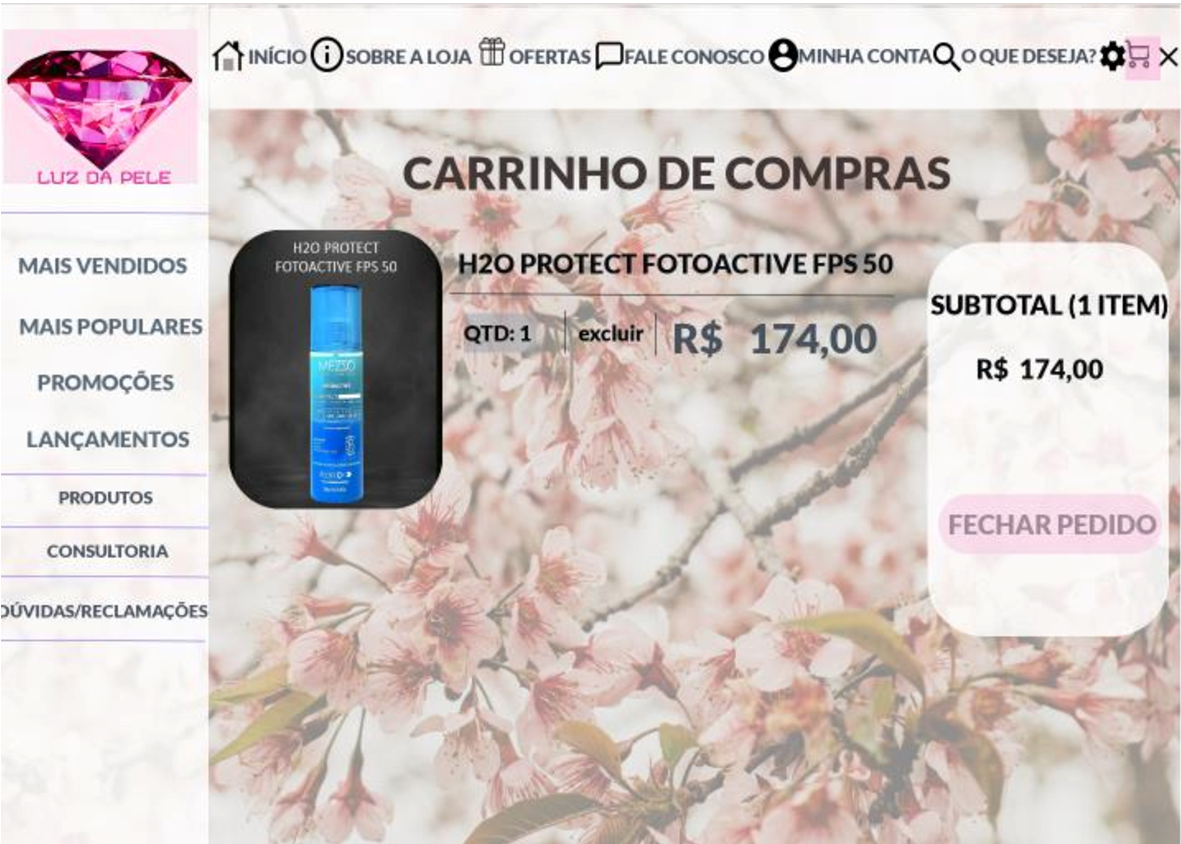 INÍCIO SOBRE A LOJA OFERTAS FALE CONOSCO MINHA CONTA O QUE DESEJA?
LUZ DA PELE
MAIS VENDIDOS
MAIS POPULARES
PROMOÇÕES
LANÇAMENTOS
PRODUTOS
CONSULTORIA
DÚVIDAS/RECLAMAÇÕES
CARRINHO DE COMPRAS
H2O PROTECT
FOTOACTIVE FPS 50
MEZZO
H2O PROTECT FOTOACTIVE FPS 50
QTD: 1 excluir R$ 174,00
SUBTOTAL (1 ITEM)
R$ 174,00
FECHAR PEDIDO